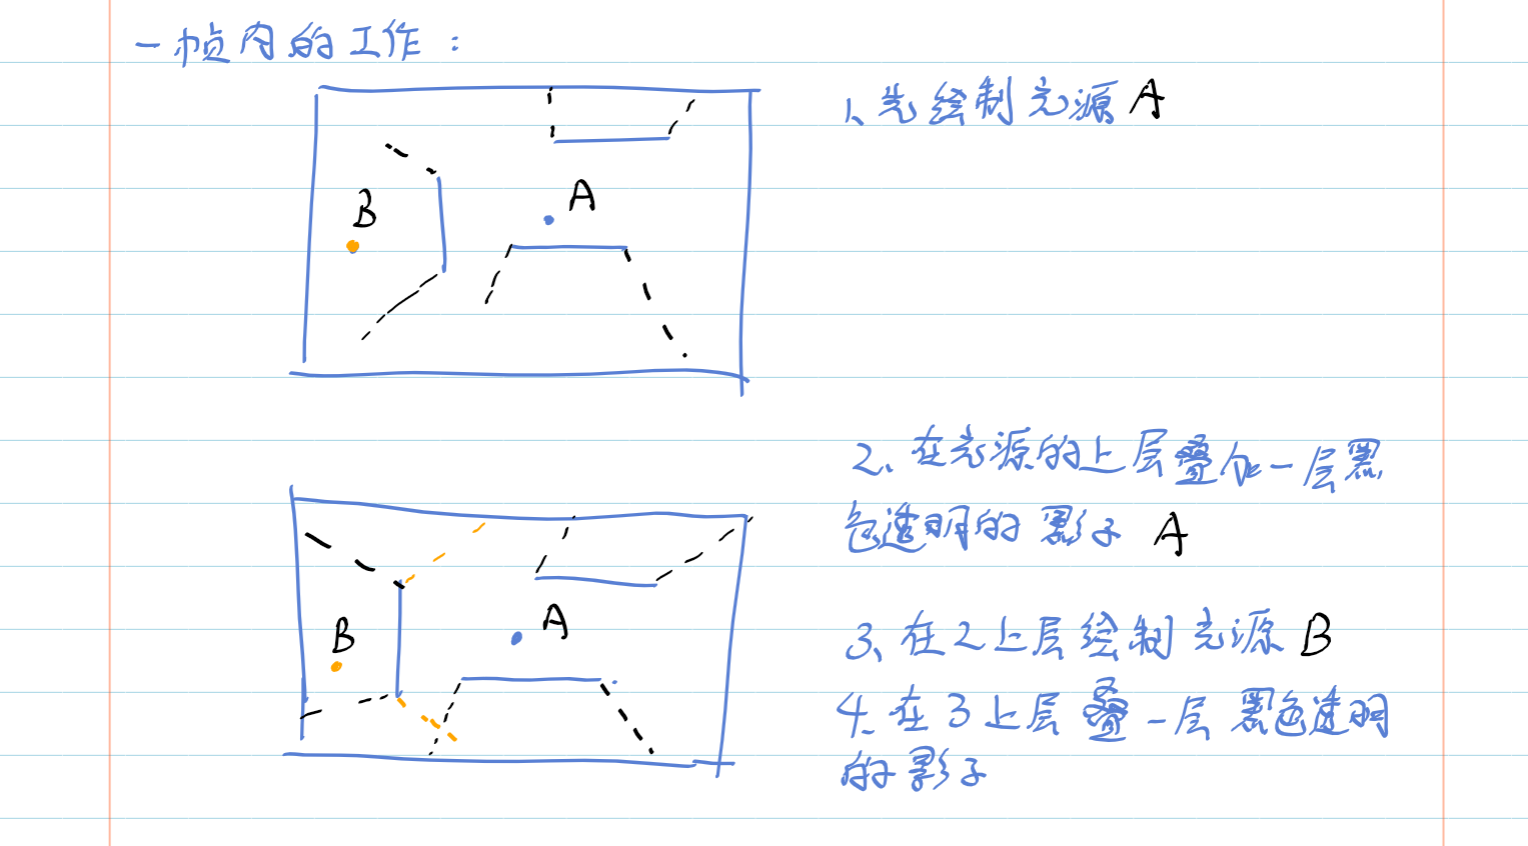 一帧内的工作：
1、先绘制光源 A
B
A
2、在光源的上层叠加一层黑
色透明的影子 A
B
A
3、在2上层绘制光源 B
4、在3上层叠一层黑色透明
的影子